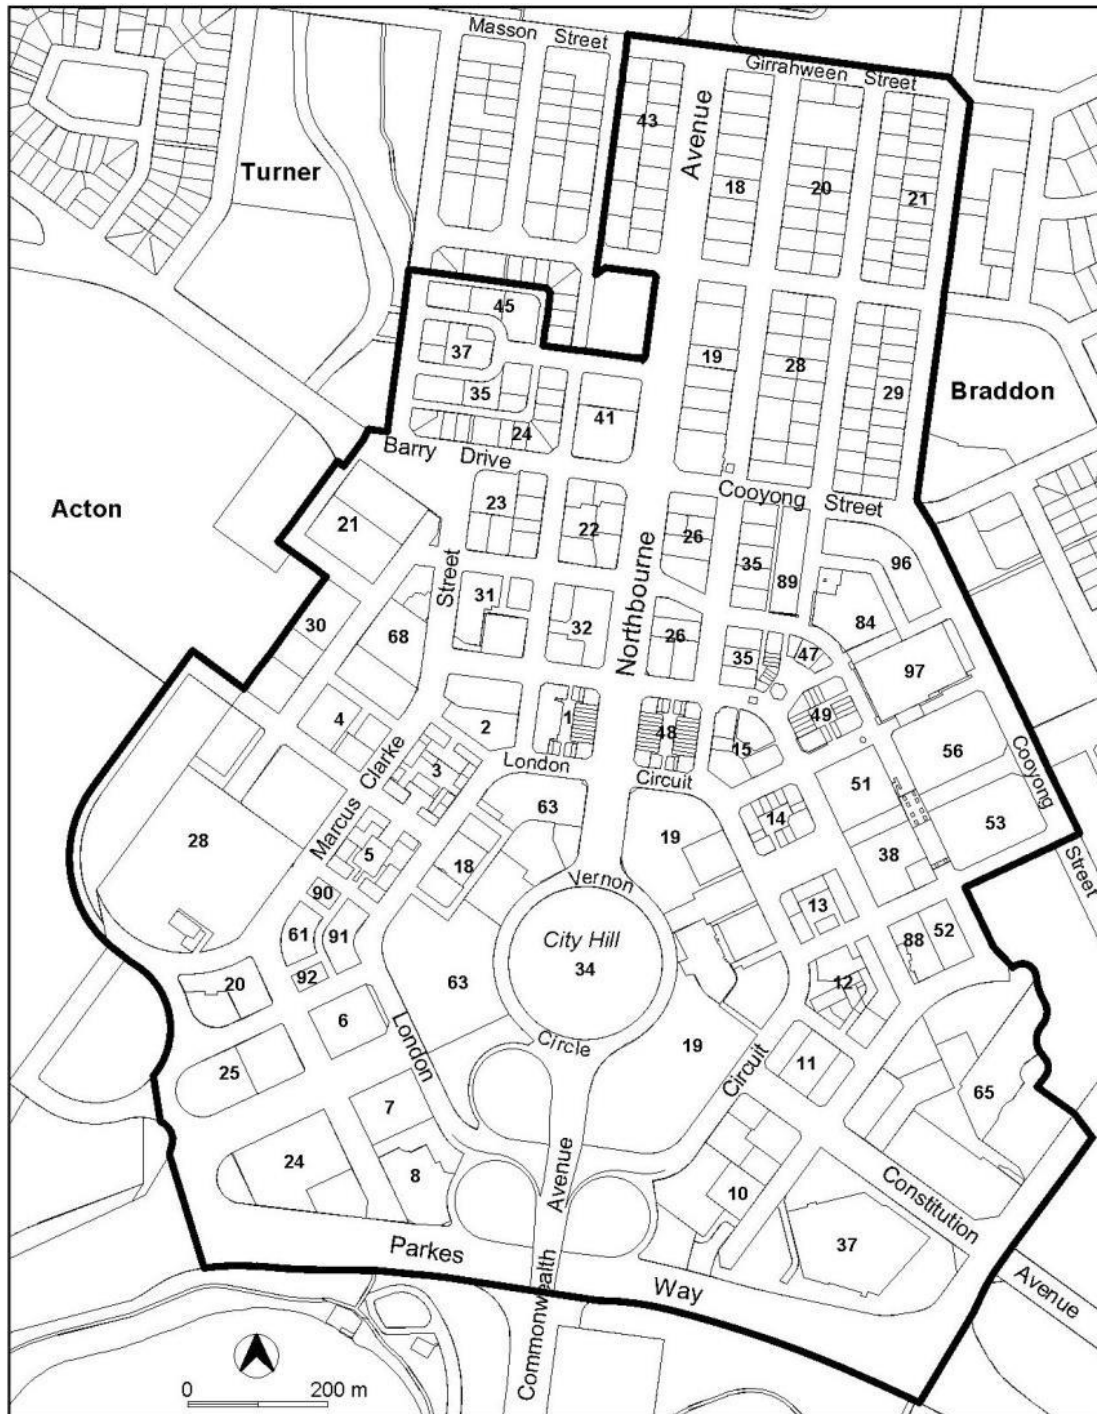 Masson Street
Girrahween Street
43
Avenue
Turner
18
20
21
45
37
19
28
35
29
Braddon
41
24
Barry Drive
Cooyong Street
Acton
23
21
22
26
Northbourne
35
96
89
Street
31
84
30
32
26
68
35
47
97
4
2
1
48
49
15
56
Cooyong
London Circuit
3
51
Marcus Clarke
63
19
14
53
28
5
18
38
Street
Vernon
90
13
City Hill
61
91
88
52
34
92
12
20
63
6
London
Circle
19
Circuit
11
25
65
7
24
8
Avenue
10
Constitution
37
Parkes Way
Avenue
Commonwealth
0 200 m